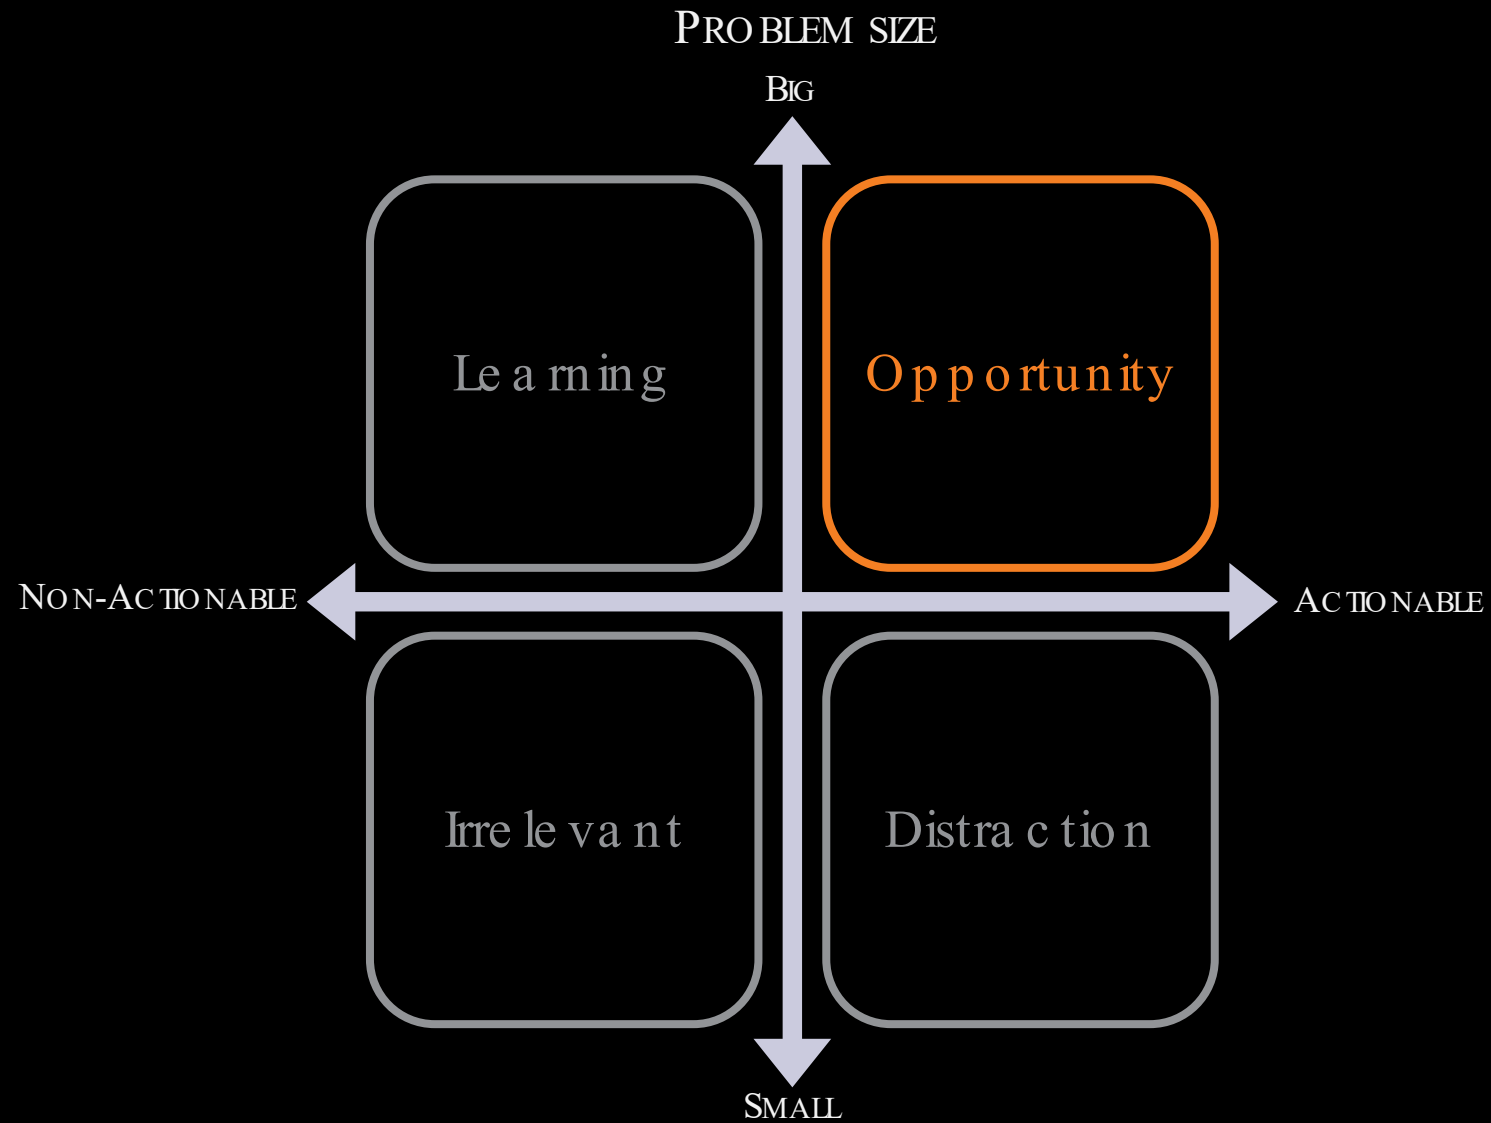 Problem size
Big
Learning
Opportunity
Non-Actionable
Actionable
Irrelevant
Distraction
Small